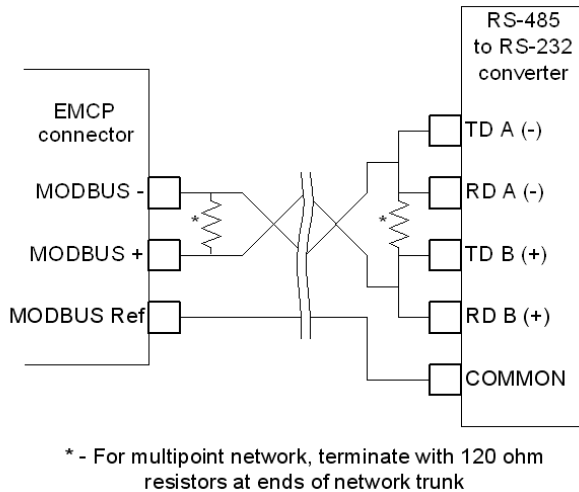 RS-485
to RS-232
converter
EMCP
connector
TD A (-)
MODBUS -
*
*
RD A (-)
MODBUS +
TD B (+)
MODBUS Ref
RD B (+)
COMMON
* - For multipoint network, terminate with 120 ohm
resistors at ends of network trunk